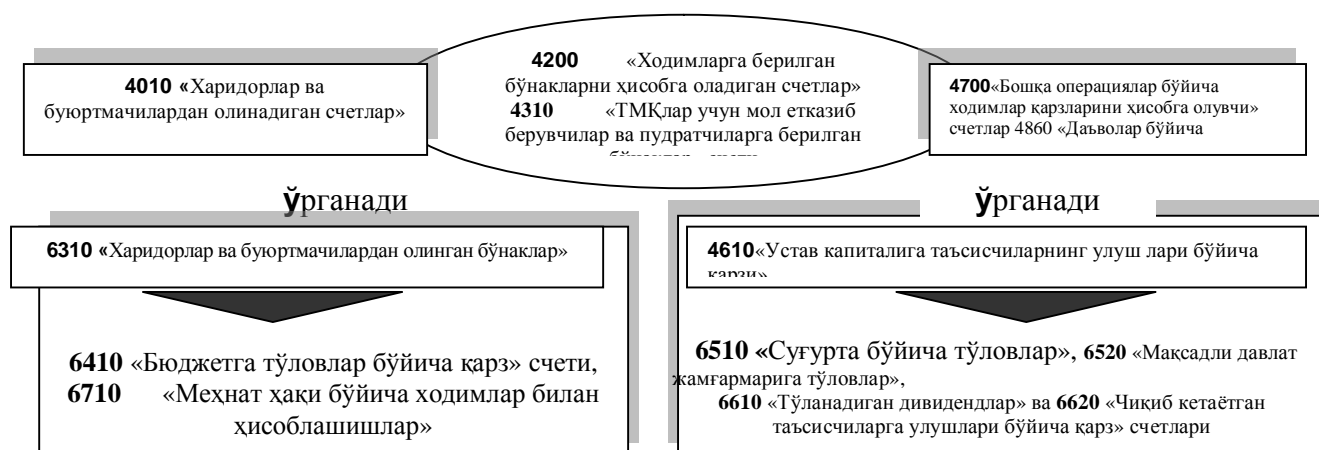 4010 «Харидорлар ва
буюртмачилардан олинадиган счетлар»
4200 «Ходимларга берилган
бўнакларни ҳисобга оладиган счетлар»
4310 «ТМҚлар учун мол етказиб
берувчилар ва пудратчиларга берилган
4700«Бошқа операциялар бўйича
ходимлар қарзларини ҳисобга олувчи»
счетлар 4860 «Даъволар бўйича
ўрганади
ўрганади
6310 «Харидорлар ва буюртмачилардан олинган бўнаклар»
4610«Устав капиталига таъсисчиларнинг улуш лари бўйича
қарзи»
6410 «Бюджетга тўловлар бўйича қарз» счети,
6710 «Меҳнат ҳақи бўйича ходимлар билан
ҳисоблашишлар»
6510 «Суғурта бўйича тўловлар», 6520 «Мақсадли давлат
жамғармарига тўловлар»,
6610 «Тўланадиган дивидендлар» ва 6620 «Чиқиб кетаётган
таъсисчиларга улушлари бўйича қарз» счетлари